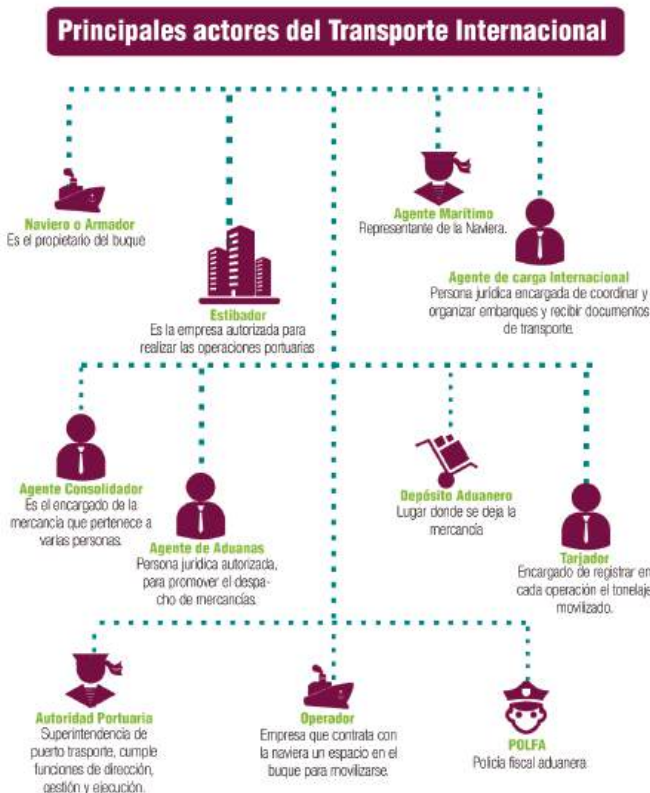 Principales actores del Transporte Internacional
Naviero o Armador
Es el propietario del buque
Estibador
Es la empresa autorizada para
realizar las operaciones portuarias
Agente Marítimo
Representante de la Naviera.
Agente de carga Internacional
Persona jurídica encargada de coordinar y
organizar embarques y recibir documentos
de transporte.
Agente Consolidador
Es el encargado de la
mercancia que pertenece a
varias personas.
Agente de Aduanas
Persona jurídica autorizada,
para promover el despa-
cho de mercancías.
Depósito Aduanero
Lugar donde se deja la
mercancía
Tarjador
Encargado de registrar en
cada operación el tonelaje
movilizado.
Autoridad Portuaria
Superintendencia de
puerto trasporte, cumple
funciones de dirección,
gestión y ejecución.
Operador
Empresa que contrata con
la naviera un espacio en el
buque para movilizarse.
POLFA
Policía fiscal aduanera